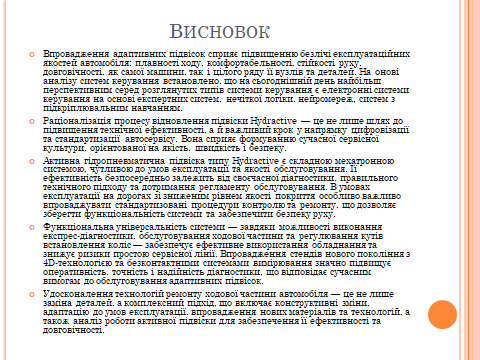 ВИСНОВОК
Впровадження адаптивних підвісок сприяє підвищенню безлічі експлуатаційних
якостей автомобіля: плавності ходу, комфортабельності, стійкості руху,
довговічності, як самої машини, так і цілого ряду її вузлів та деталей. На онові
аналізу систем керування встановлено, що на сьогоднішній день найбільш
перспективним серед розглянутих типів системи керування є електронні системи
керування на основі експертних систем, нечіткої логіки, нейромереж, систем з
підкріплювальним навчанням.
Раціоналізація процесу відновлення підвіски Hydractive — це не лише шлях до
підвищення технічної ефективності, а й важливий крок у напрямку цифровізації
та стандартизації автосервісу. Вона сприяє формуванню сучасної сервісної
культури, орієнтованої на якість, швидкість і безпеку.
Активна гідропневматична підвіска типу Hydractive є складною мехатронною
системою, чутливою до умов експлуатації та якості обслуговування. Її
ефективність безпосередньо залежить від своєчасної діагностики, правильного
технічного підходу та дотримання регламенту обслуговування. В умовах
експлуатації на дорогах зі зниженим рівнем якості покриття особливо важливо
впроваджувати стандартизовані процедури контролю та ремонту, що дозволяє
зберегти функціональність системи та забезпечити безпеку руху.
Функціональна універсальність системи — завдяки можливості виконання
експрес-діагностики, обслуговування ходової частини та регулювання кутів
встановлення коліс — забезпечує ефективне використання обладнання та
знижує ризики простою сервісної лінії. Впровадження стендів нового покоління з
4D-технологією та безконтактними системами вимірювання значно підвищує
оперативність, точність і надійність діагностики, що відповідає сучасним
вимогам до обслуговування адаптивних підвісок.
Удосконалення технологій ремонту ходової частини автомобіля — це не лише
заміна деталей, а комплексний підхід, що включає конструктивні зміни,
адаптацію до умов експлуатації, впровадження нових матеріалів та технологій, а
також аналіз роботи активної підвіски для забезпечення її ефективності та
довговічності.